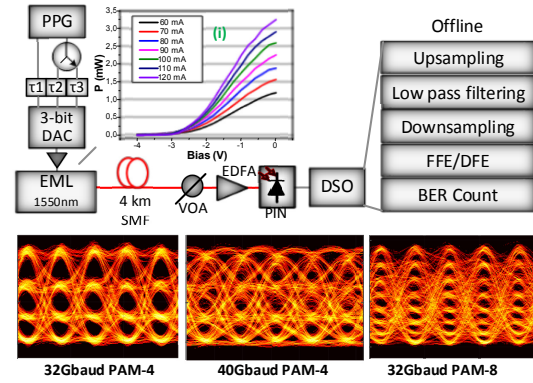 PPG
τ1 τ2 τ3
3-bit
DAC
EML
1550nm
4 km
SMF
VOA
EDFA
PIN
DSO
(i)
60 mA
70 mA
80 mA
90 mA
100 mA
110 mA
120 mA
P (mW)
3,5
3,0
2,5
2,0
1,5
1,0
0,5
0,0
-4 -3 -2 -1 0 1
Bias (V)
Offline
Upsampling
Low pass filtering
Downsampling
FFE/DFE
BER Count
32Gbaud PAM-4 40Gbaud PAM-4 32Gbaud PAM-8